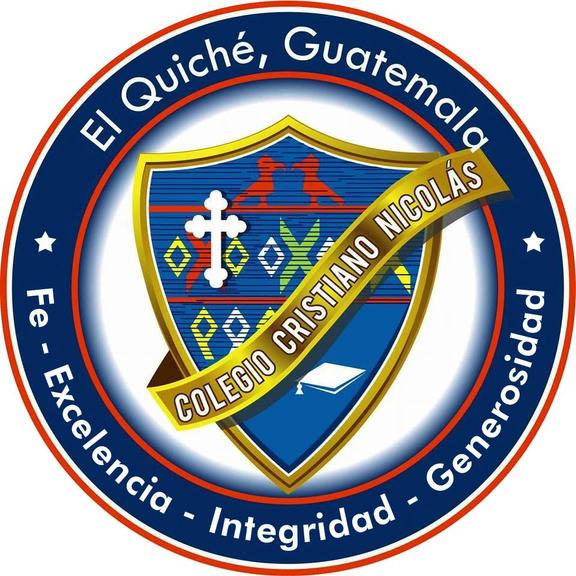 El Quiché, Guatemala
COLEGIO CRISTIANO NICOLÁS
Fe - Excelencia - Integridad - Generosidad